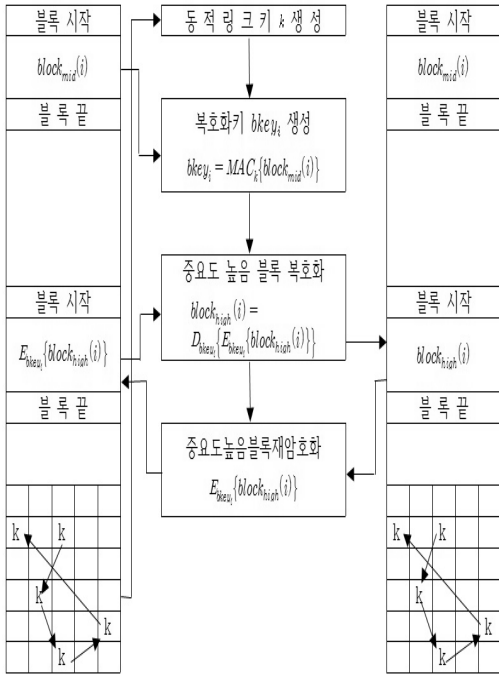 블록 시작
block_mid(i)
블 록 끝
블록 시작
E_bkey_i{block_high(i)}
블 록 끝
k
k
k
k
k
동 적 링 크 키 k 생 성
복호화키 bkey_i 생성
bkey_i = MAC_k{block_mid(i)}
중요도 높음 블록 복호화
block_high(i) =
D_bkey_i{E_bkey_i{block_high(i)}}
중요도높음블록재암호화
E_bkey_i{block_high(i)}
블록 시작
block_mid(i)
블 록 끝
블록 시작
block_high(i)
블 록 끝
k
k
k
k
k